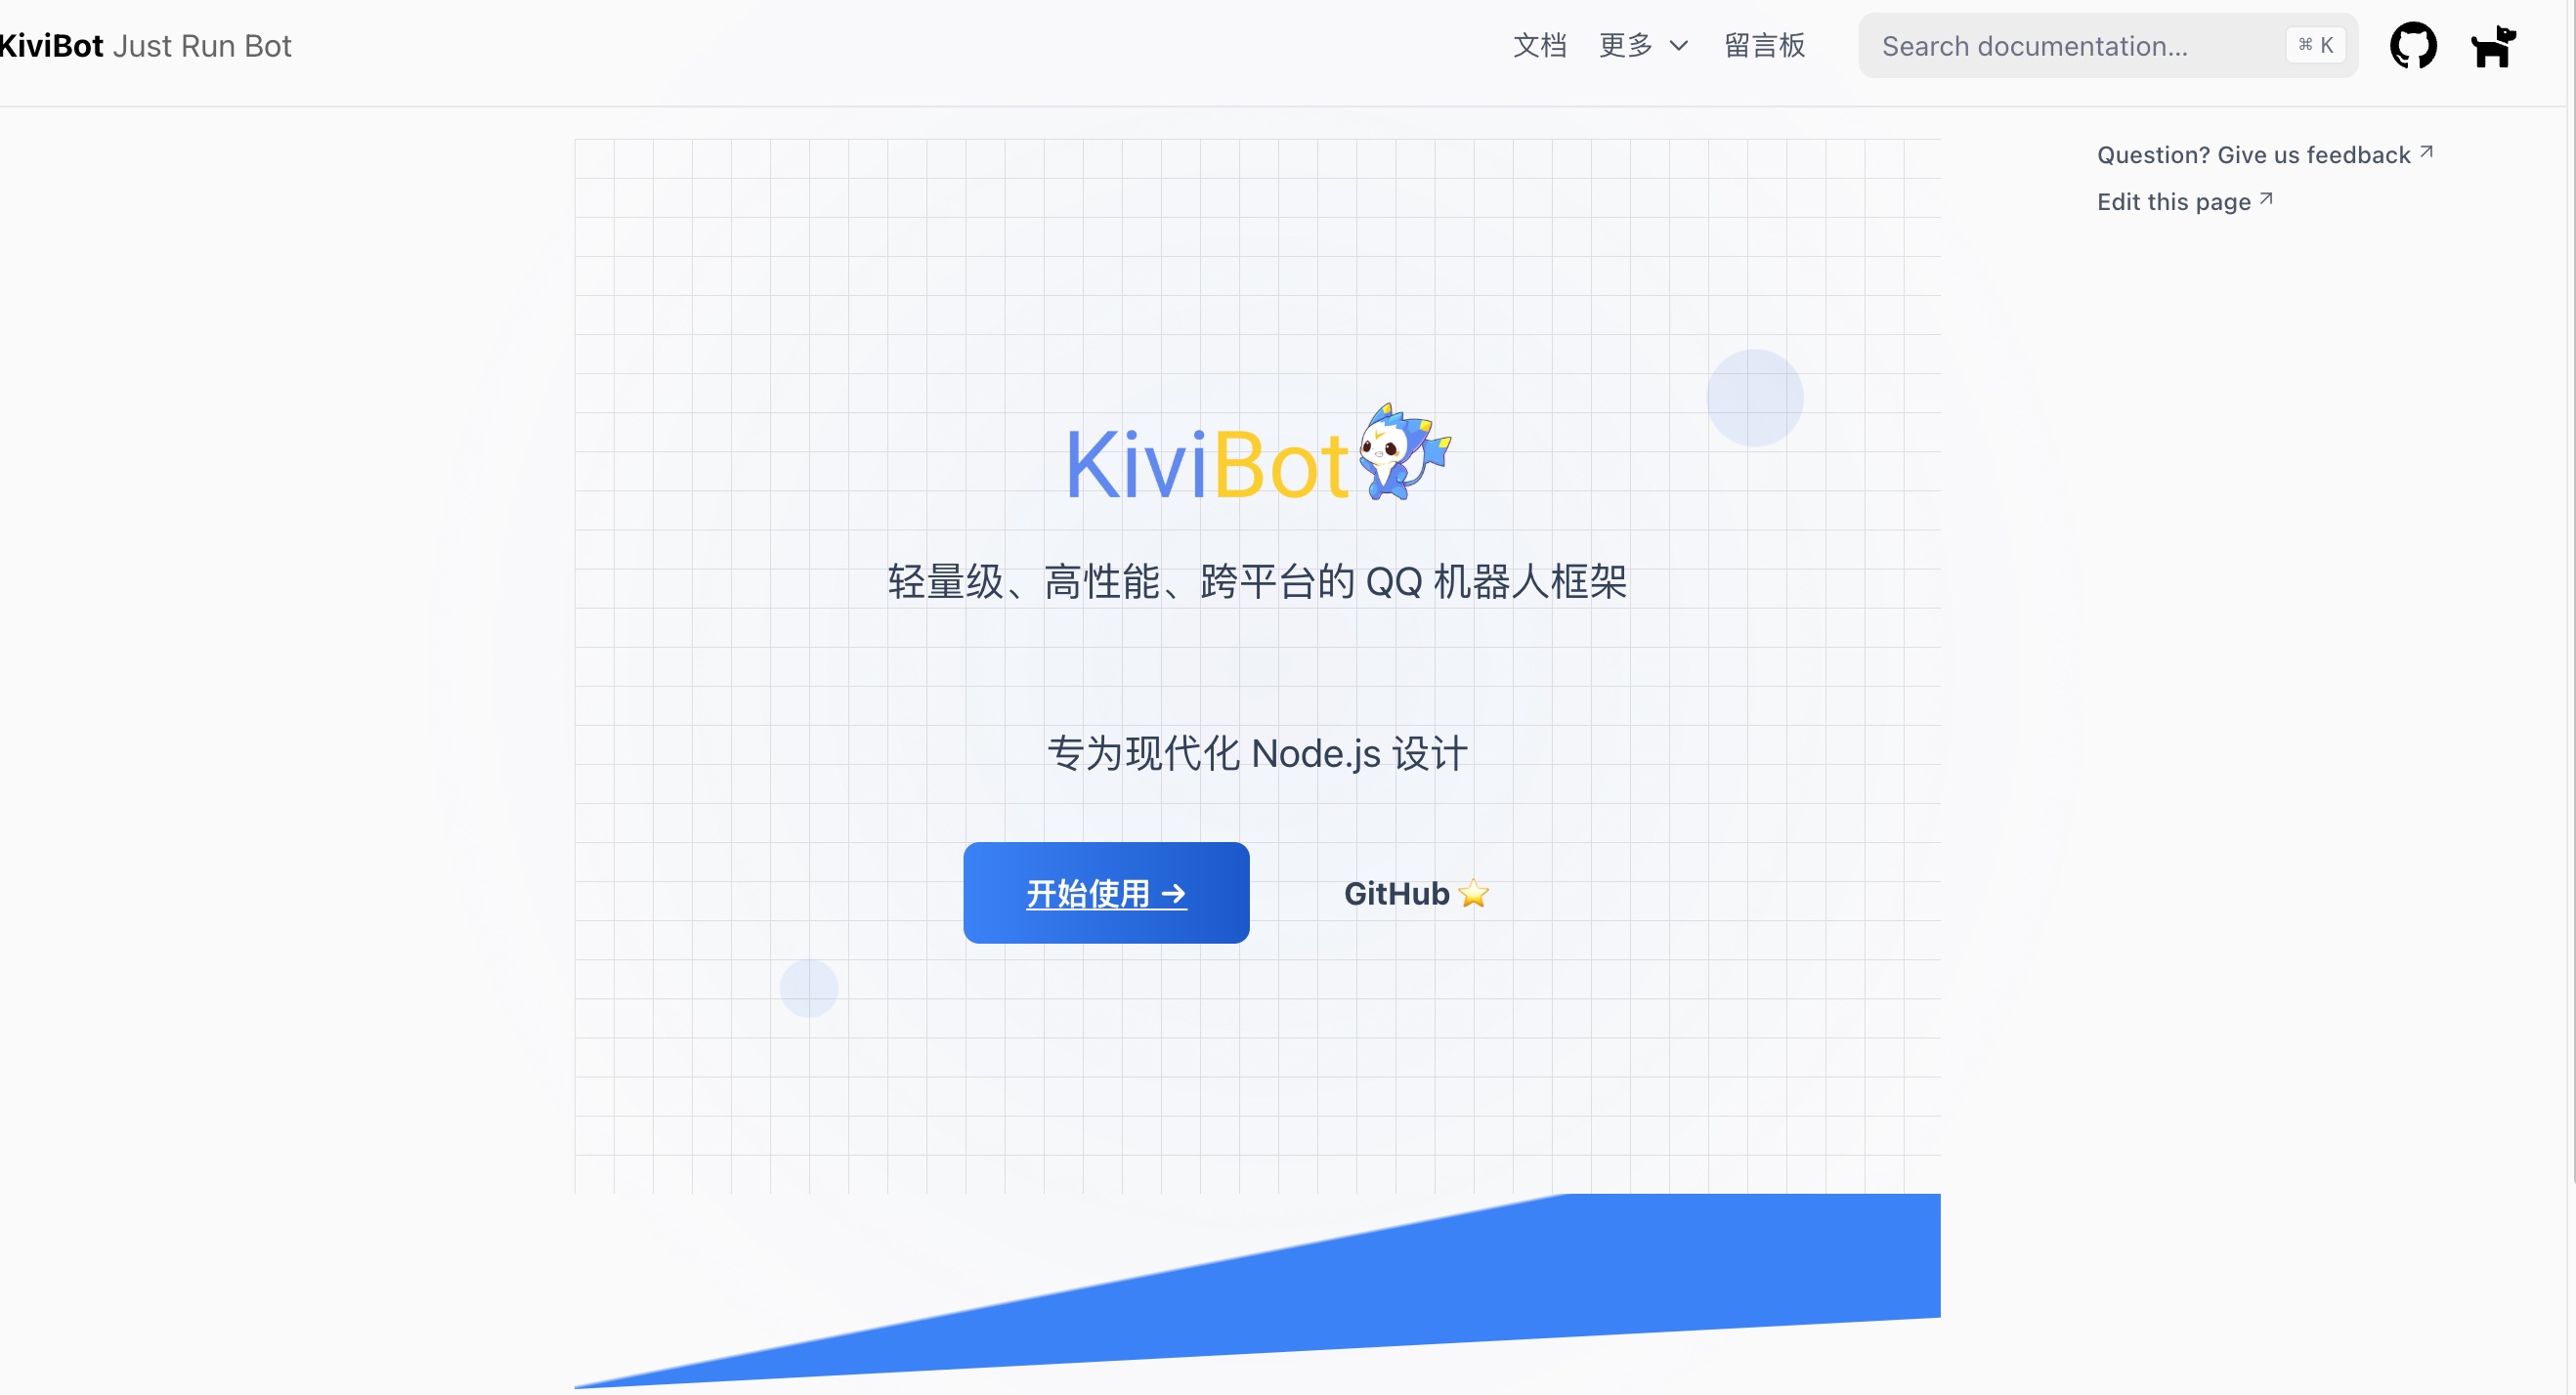 KiviBot Just Run Bot
文档 更多 留言板 Search documentation... ⌘ K
Question? Give us feedback
Edit this page
KiviBot
轻量级、高性能、跨平台的 QQ 机器人框架
专为现代化 Node.js 设计
开始使用 →
GitHub ⭐